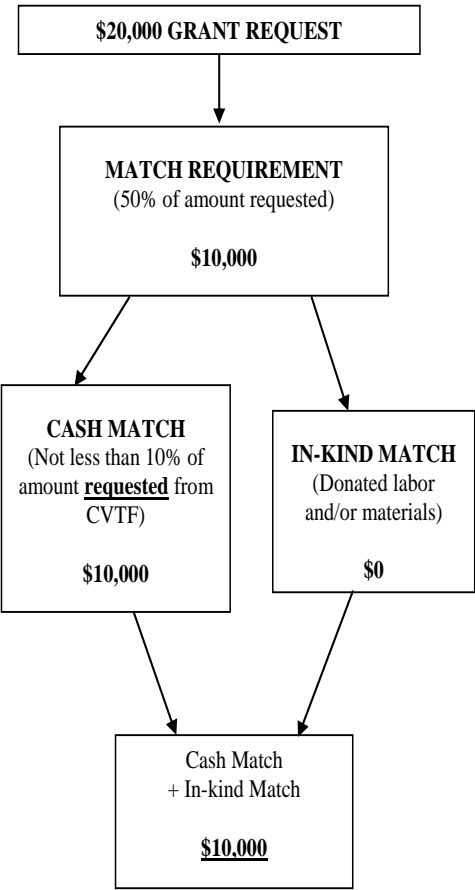 $20,000 GRANT REQUEST
MATCH REQUIREMENT
(50% of amount requested)
$10,000
CASH MATCH
(Not less than 10% of
amount requested from
CVTF)
$10,000
IN-KIND MATCH
(Donated labor
and/or materials)
$0
Cash Match
+ In-kind Match
$10,000